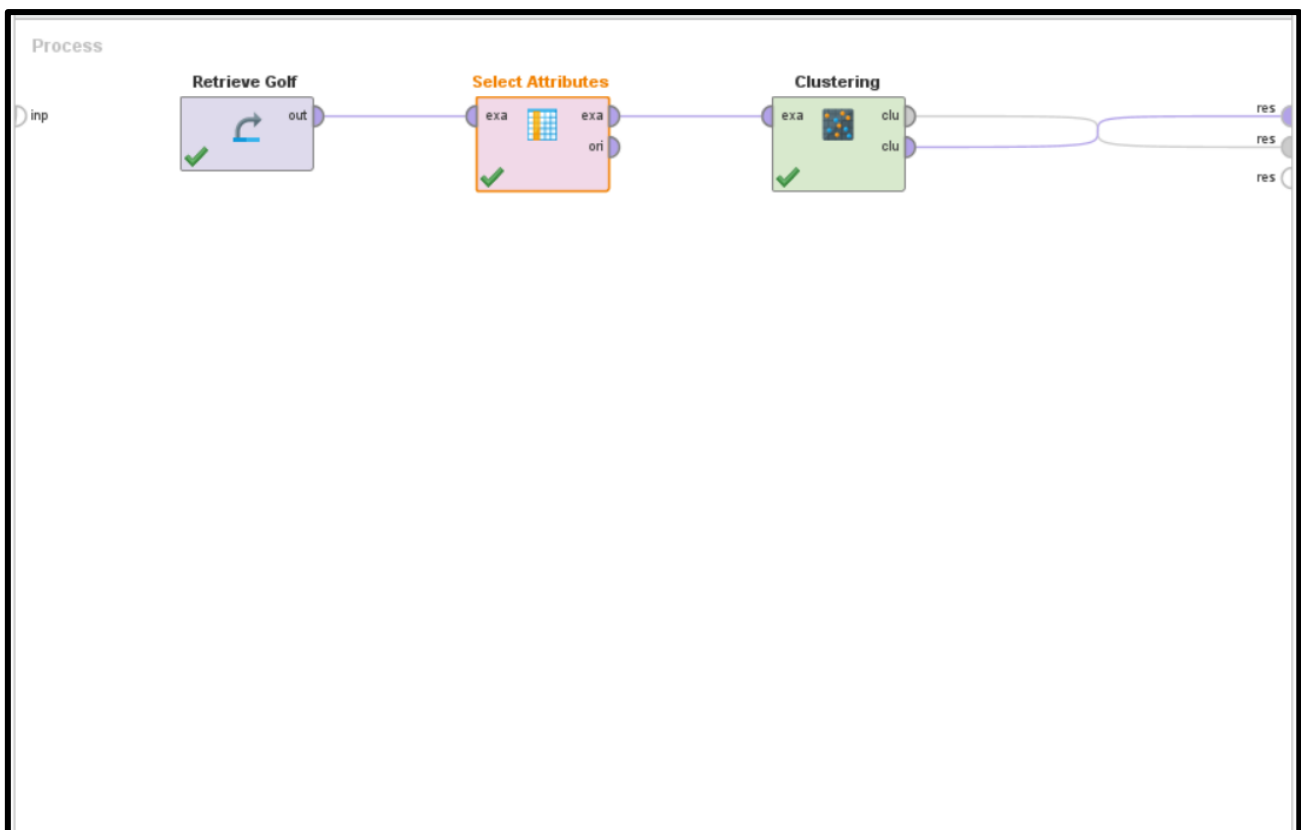 Process
Retrieve Golf
Select Attributes
Clustering
inp
out
exa
exa
ori
exa
clu
clu
res
res
res